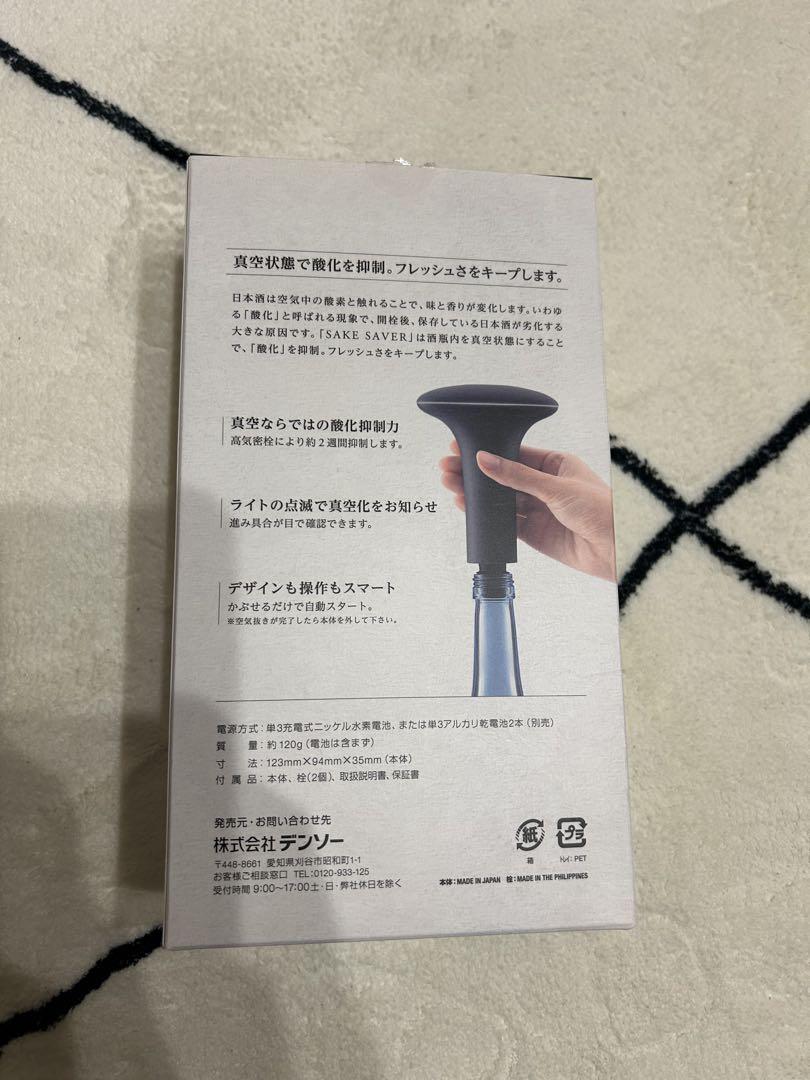 真空状態で酸化を抑制。フレッシュさをキープします。
日本酒は空気中の酸素と触れることで、味と香りが変化します。いわゆ
る「酸化」と呼ばれる現象で、開栓後、保存している日本酒が劣化する
大きな原因です。「SAKE SAVER」は酒瓶内を真空状態にすること
で、「酸化」を抑制。フレッシュさをキープします。
真空ならではの酸化抑制力
高気密栓により約2週間抑制します。
ライトの点滅で真空化をお知らせ
進み具合が目で確認できます。
デザインも操作もスマート
かぶせるだけで自動スタート。
※空気抜きが完了したら本体を外して下さい。
電源方式：単3充電式ニッケル水素電池、または単3アルカリ乾電池2本（別売）
質 量：約120g（電池は含まず）
寸 法：123mm×94mm×35mm（本体）
付属品：本体、栓（2個）、取扱説明書、保証書
発売元・お問い合わせ先
株式会社 デンソー
〒448-8661 愛知県刈谷市昭和町1-1
お客様ご相談窓口 TEL：0120-933-125
受付時間 9:00〜17:00土・日・弊社休日を除く
紙 プラ
箱 トレイ：PET
本体：MADE IN JAPAN 栓：MADE IN THE PHILIPPINES